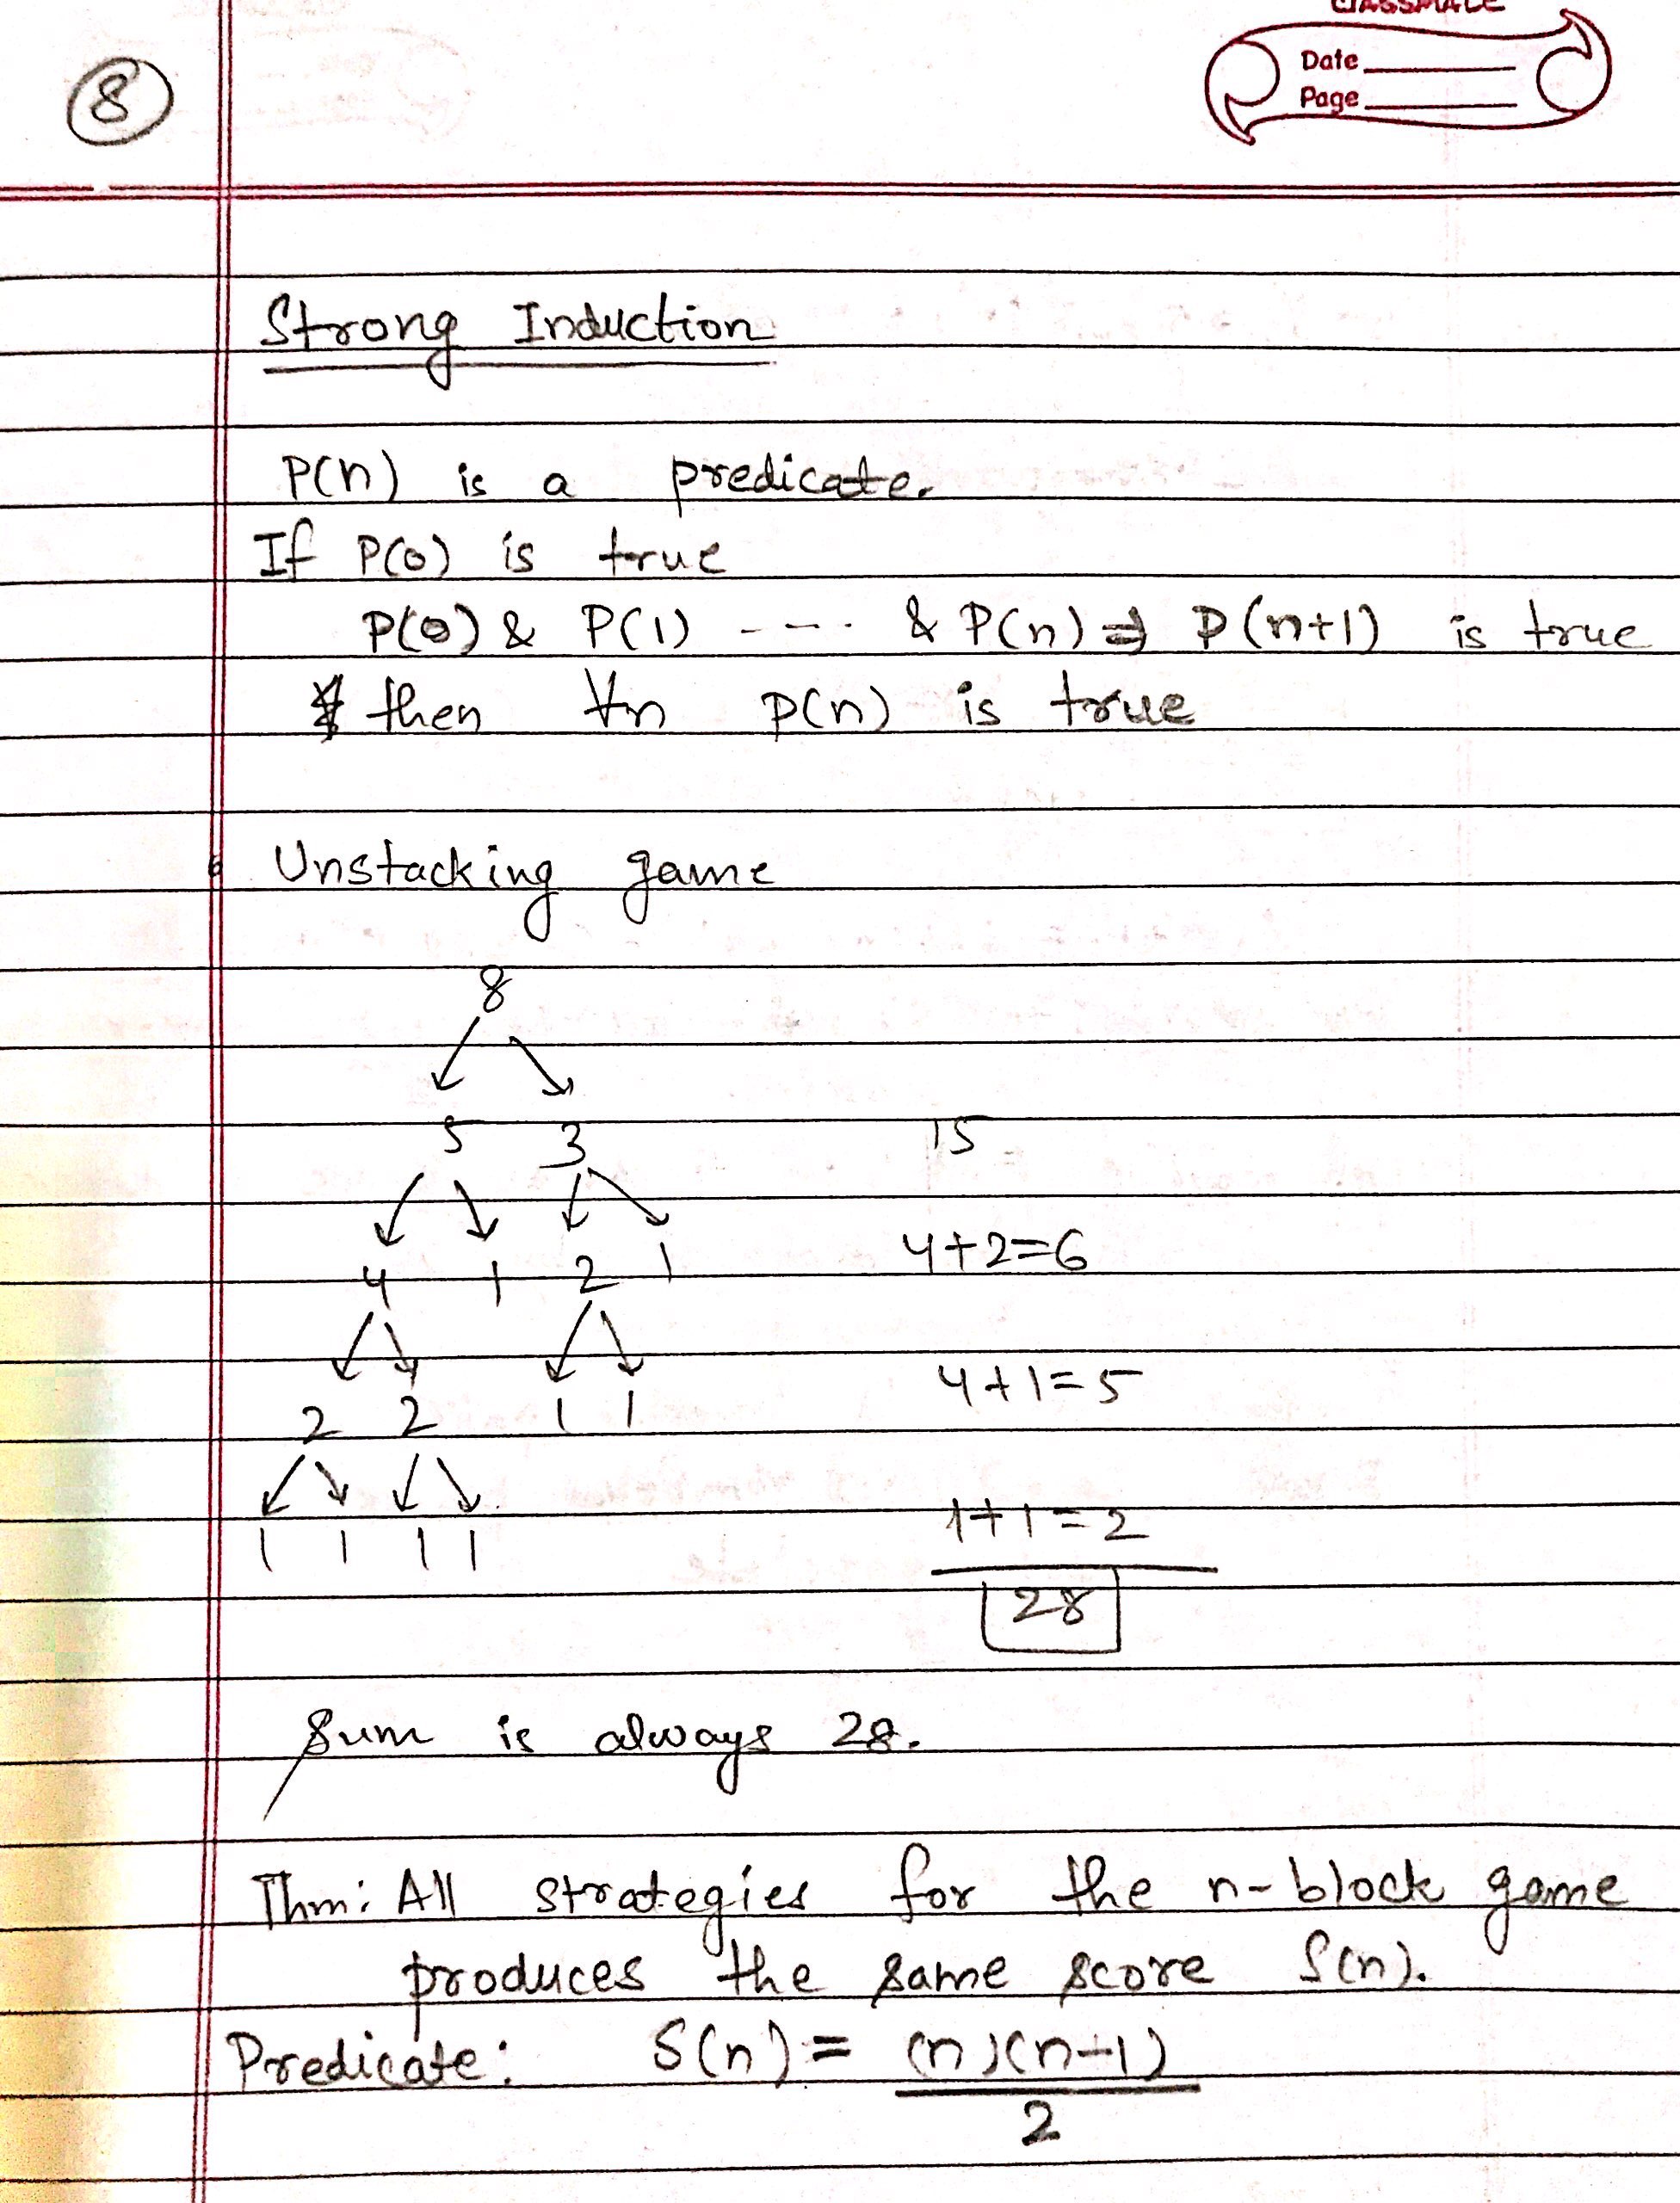 CLASSMATE
Date
Page
8
Strong Induction
P(n) is a predicate.
If P(0) is true
P(0) & P(1) ---- & P(n) ⇒ P(n+1) is true
then ∀n P(n) is true
Unstacking game
8
5 3 15
4 1 2 1 4+2=6
2 2 1 1 4+1=5
1 1 1 1 1+1=2
28
Sum is always 28.
Thm: All strategies for the n-block game
produces the same score S(n).
Predicate: S(n) = (n)(n-1)
2